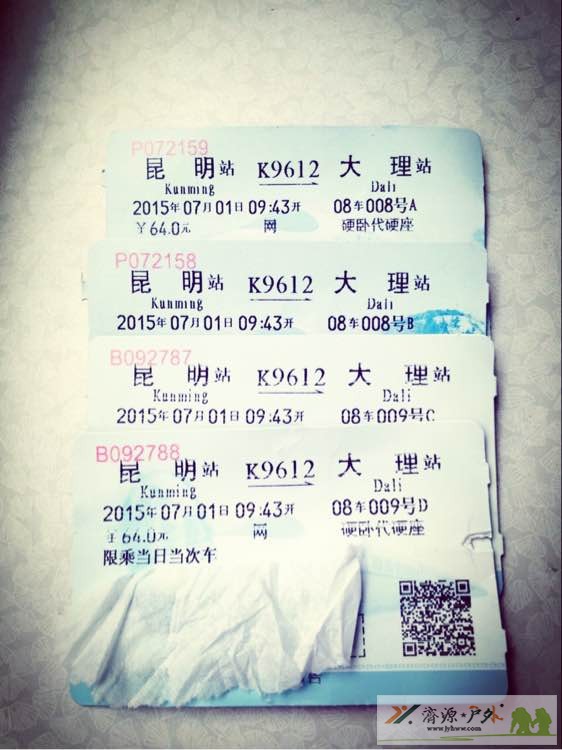 P072159
昆明站 K9612 大理站
Kunming Dali
2015年07月01日 09:43开 08车008号A
￥64.0元 网 硬卧代硬座
P072158
昆明站 K9612 大理站
Kunming Dali
2015年07月01日 09:43开 08车008号B
B092787
昆明站 K9612 大理站
Kunming Dali
2015年07月01日 09:43开 08车009号C
B092788
昆明站 K9612 大理站
Kunming Dali
2015年07月01日 09:43开 08车009号D
￥64.0元 网 硬卧代硬座
限乘当日当次车
济源·户外
www.jyhww.com